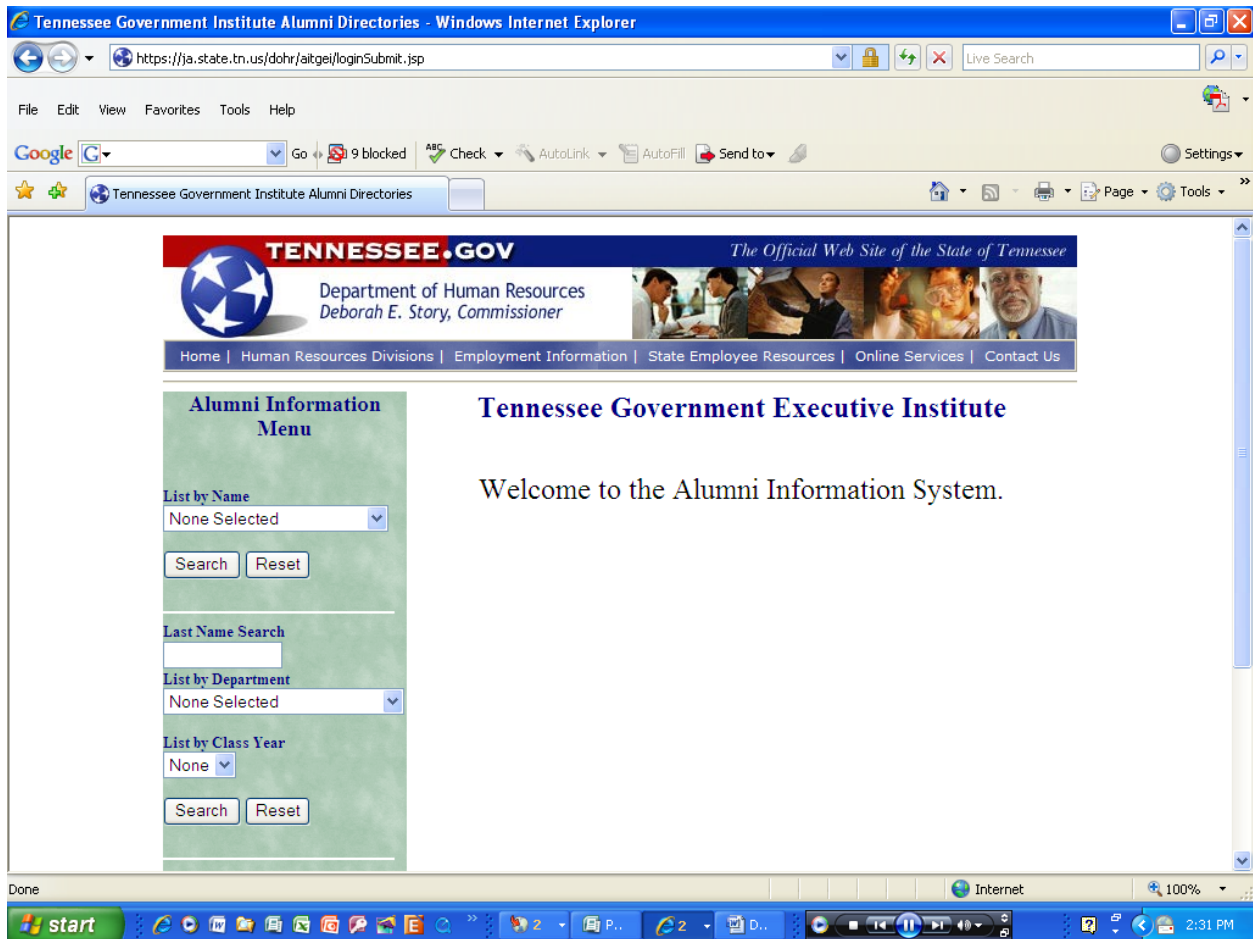 Tennessee Government Institute Alumni Directories - Windows Internet Explorer
https://ja.state.tn.us/dohr/aitgei/loginSubmit.jsp
Live Search
File Edit View Favorites Tools Help
Google G Go 9 blocked ABC Check AutoLink AutoFill Send to Settings
Tennessee Government Institute Alumni Directories
Page Tools
TENNESSEE.GOV The Official Web Site of the State of Tennessee
Department of Human Resources
Deborah E. Story, Commissioner
Home | Human Resources Divisions | Employment Information | State Employee Resources | Online Services | Contact Us
Alumni Information
Menu
List by Name
None Selected
Search Reset
Last Name Search
List by Department
None Selected
List by Class Year
None
Search Reset
Tennessee Government Executive Institute
Welcome to the Alumni Information System.
Done Internet 100%
start 2 P... 2 D... 2:31 PM